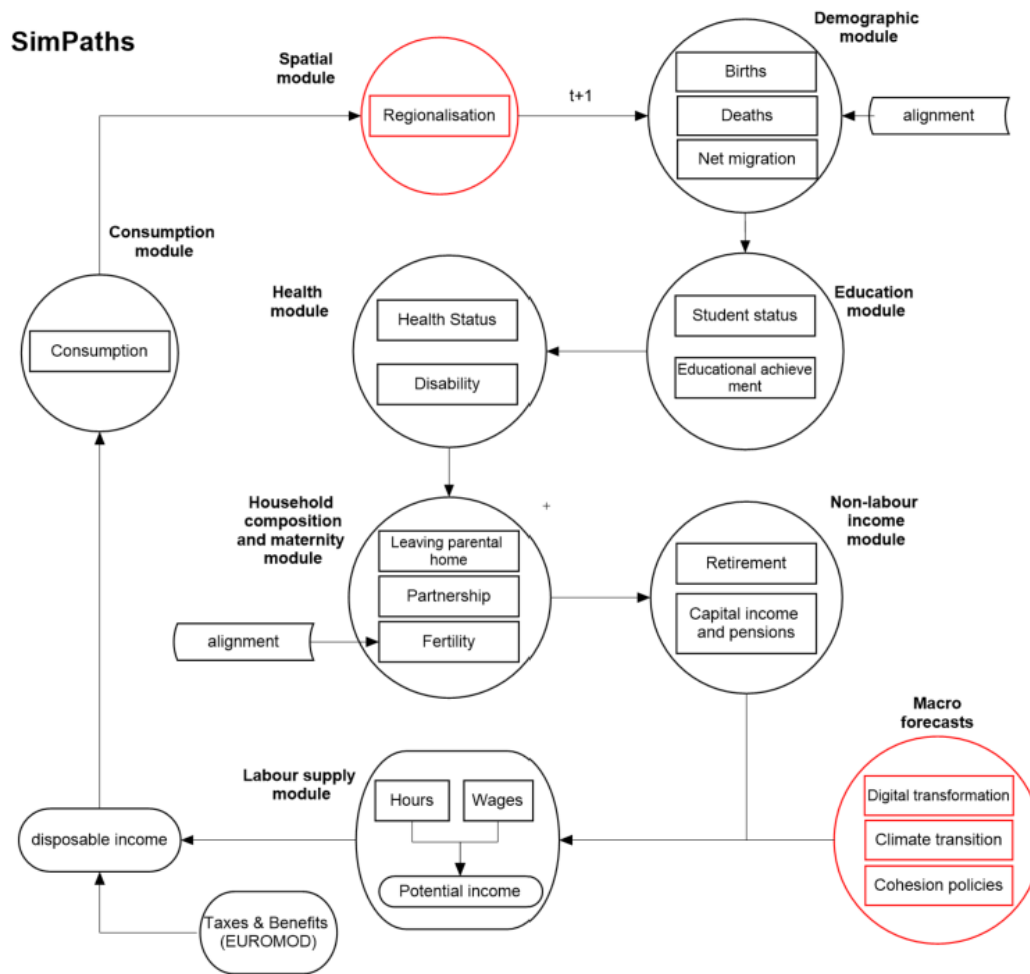 SimPaths
Spatial
module
Regionalisation
t+1
Demographic
module
Births
Deaths
Net migration
alignment
Consumption
module
Consumption
Health
module
Health Status
Disability
Education
module
Student status
Educational achieve
ment
Household
composition
and maternity
module
Leaving parental
home
Partnership
Fertility
alignment
Non-labour
income
module
Retirement
Capital income
and pensions
Macro
forecasts
Digital transformation
Climate transition
Cohesion policies
Labour supply
module
Hours
Wages
Potential income
disposable income
Taxes & Benefits
(EUROMOD)